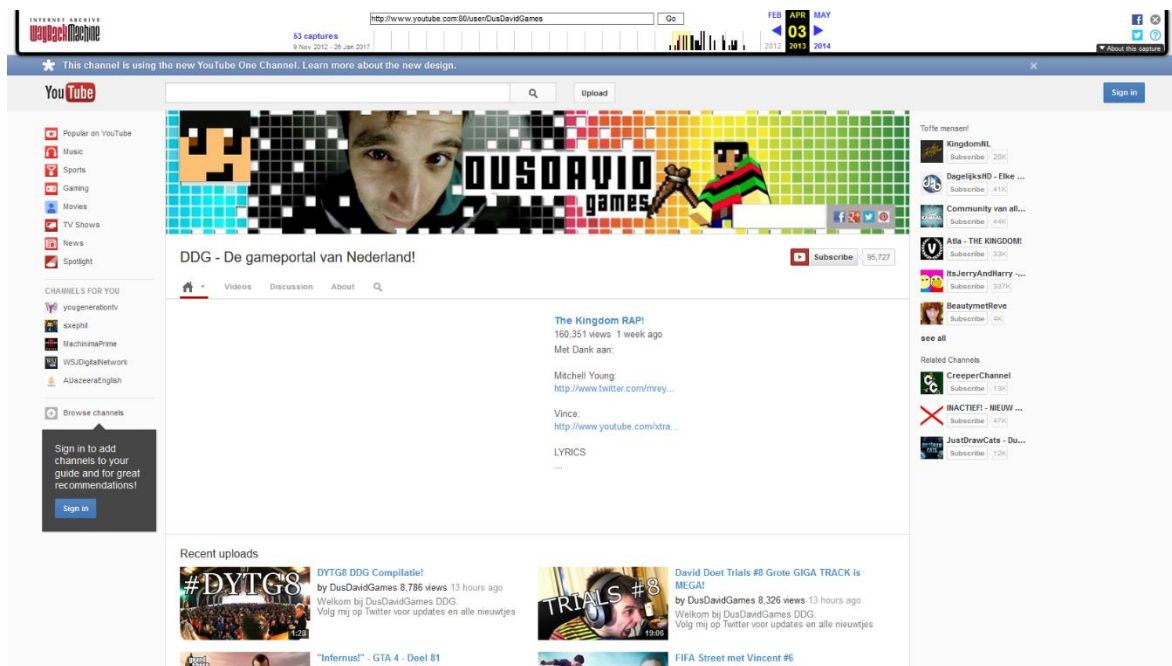 INTERNET ARCHIVE
WayBackMachine
http://www.youtube.com:80/user/DusDavidGames
Go
53 captures
9 Nov 2012 - 26 Jan 2017
FEB APR MAY
03
2012 2013 2014
About this capture
This channel is using the new YouTube One Channel. Learn more about the new design.
YouTube
Upload
Sign in
Popular on YouTube
Music
Sports
Gaming
Movies
TV Shows
News
Spotlight
CHANNELS FOR YOU
yougenerationtv
sxephil
MachinimaPrime
WSJDigitalNetwork
AlJazeeraEnglish
Browse channels
Sign in to add
channels to your
guide and for great
recommendations!
Sign in
DUSDAVID
games
DDG - De gameportal van Nederland!
Subscribe 95,727
Videos Discussion About
The Kingdom RAP!
160,351 views 1 week ago
Met Dank aan:
Mitchell Young:
http://www.twitter.com/mrey...
Vince:
http://www.youtube.com/xtra...
LYRICS
...
Recent uploads
#DYTG8
1:28
DYTG8 DDG Compilatie!
by DusDavidGames 8,786 views 13 hours ago
Welkom bij DusDavidGames DDG.
Volg mij op Twitter voor updates en alle nieuwtjes
TRIALS #8
19:06
David Doet Trials #8 Grote GIGA TRACK is
MEGA!
by DusDavidGames 8,326 views 13 hours ago
Welkom bij DusDavidGames DDG.
Volg mij op Twitter voor updates en alle nieuwtjes
"Infernus!" - GTA 4 - Deel 81
FIFA Street met Vincent #6
Toffe mensen!
KingdomNL
Subscribe 26K
DagelijksHD - Elke ...
Subscribe 41K
Community van all...
Subscribe 44K
Atla - THE KINGDOM!
Subscribe 33K
ItsJerryAndHarry -...
Subscribe 337K
BeautymetReve
Subscribe 4K
see all
Related Channels
CreeperChannel
Subscribe 13K
INACTIEF! - NIEUW ...
Subscribe 47K
JustDrawCats - Du...
Subscribe 12K